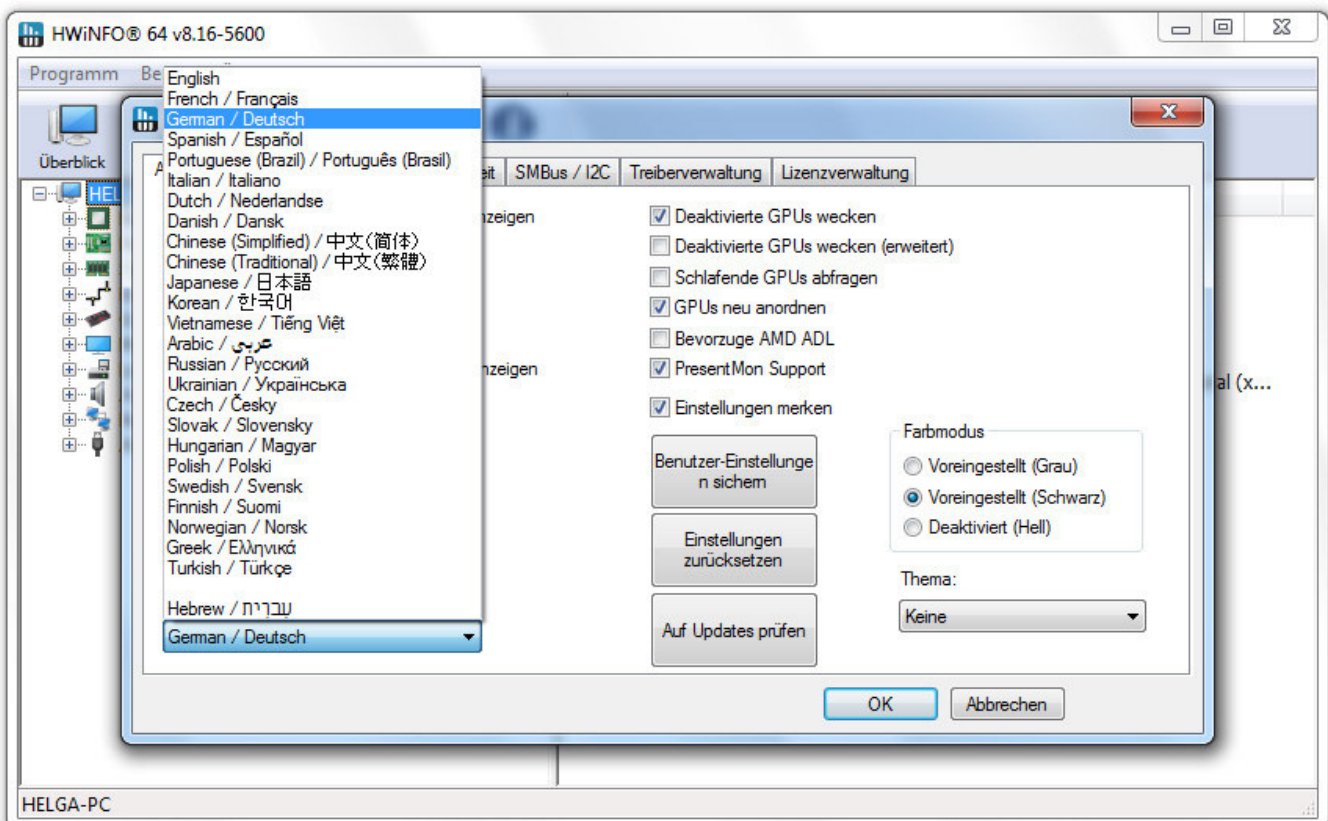 HWiNFO® 64 v8.16-5600
Programm Be
Überblick
HEL
English
French / Français
German / Deutsch
Spanish / Español
Portuguese (Brazil) / Português (Brasil)
Italian / Italiano
Dutch / Nederlandse
Danish / Dansk
Chinese (Simplified) / 中文(简体)
Chinese (Traditional) / 中文(繁體)
Japanese / 日本語
Korean / 한국어
Vietnamese / Tiếng Việt
Arabic / عربي
Russian / Русский
Ukrainian / Українська
Czech / Česky
Slovak / Slovensky
Hungarian / Magyar
Polish / Polski
Swedish / Svensk
Finnish / Suomi
Norwegian / Norsk
Greek / Ελληνικά
Turkish / Türkçe
Hebrew / עִברִית
German / Deutsch
A eit SMBus / I2C Treiberverwaltung Lizenzverwaltung
nzeigen
nzeigen
Deaktivierte GPUs wecken
Deaktivierte GPUs wecken (erweitert)
Schlafende GPUs abfragen
GPUs neu anordnen
Bevorzuge AMD ADL
PresentMon Support
Einstellungen merken
Benutzer-Einstellunge
n sichern
Einstellungen
zurücksetzen
Auf Updates prüfen
Farbmodus
Voreingestellt (Grau)
Voreingestellt (Schwarz)
Deaktiviert (Hell)
Thema:
Keine
OK Abbrechen
al (x...
HELGA-PC